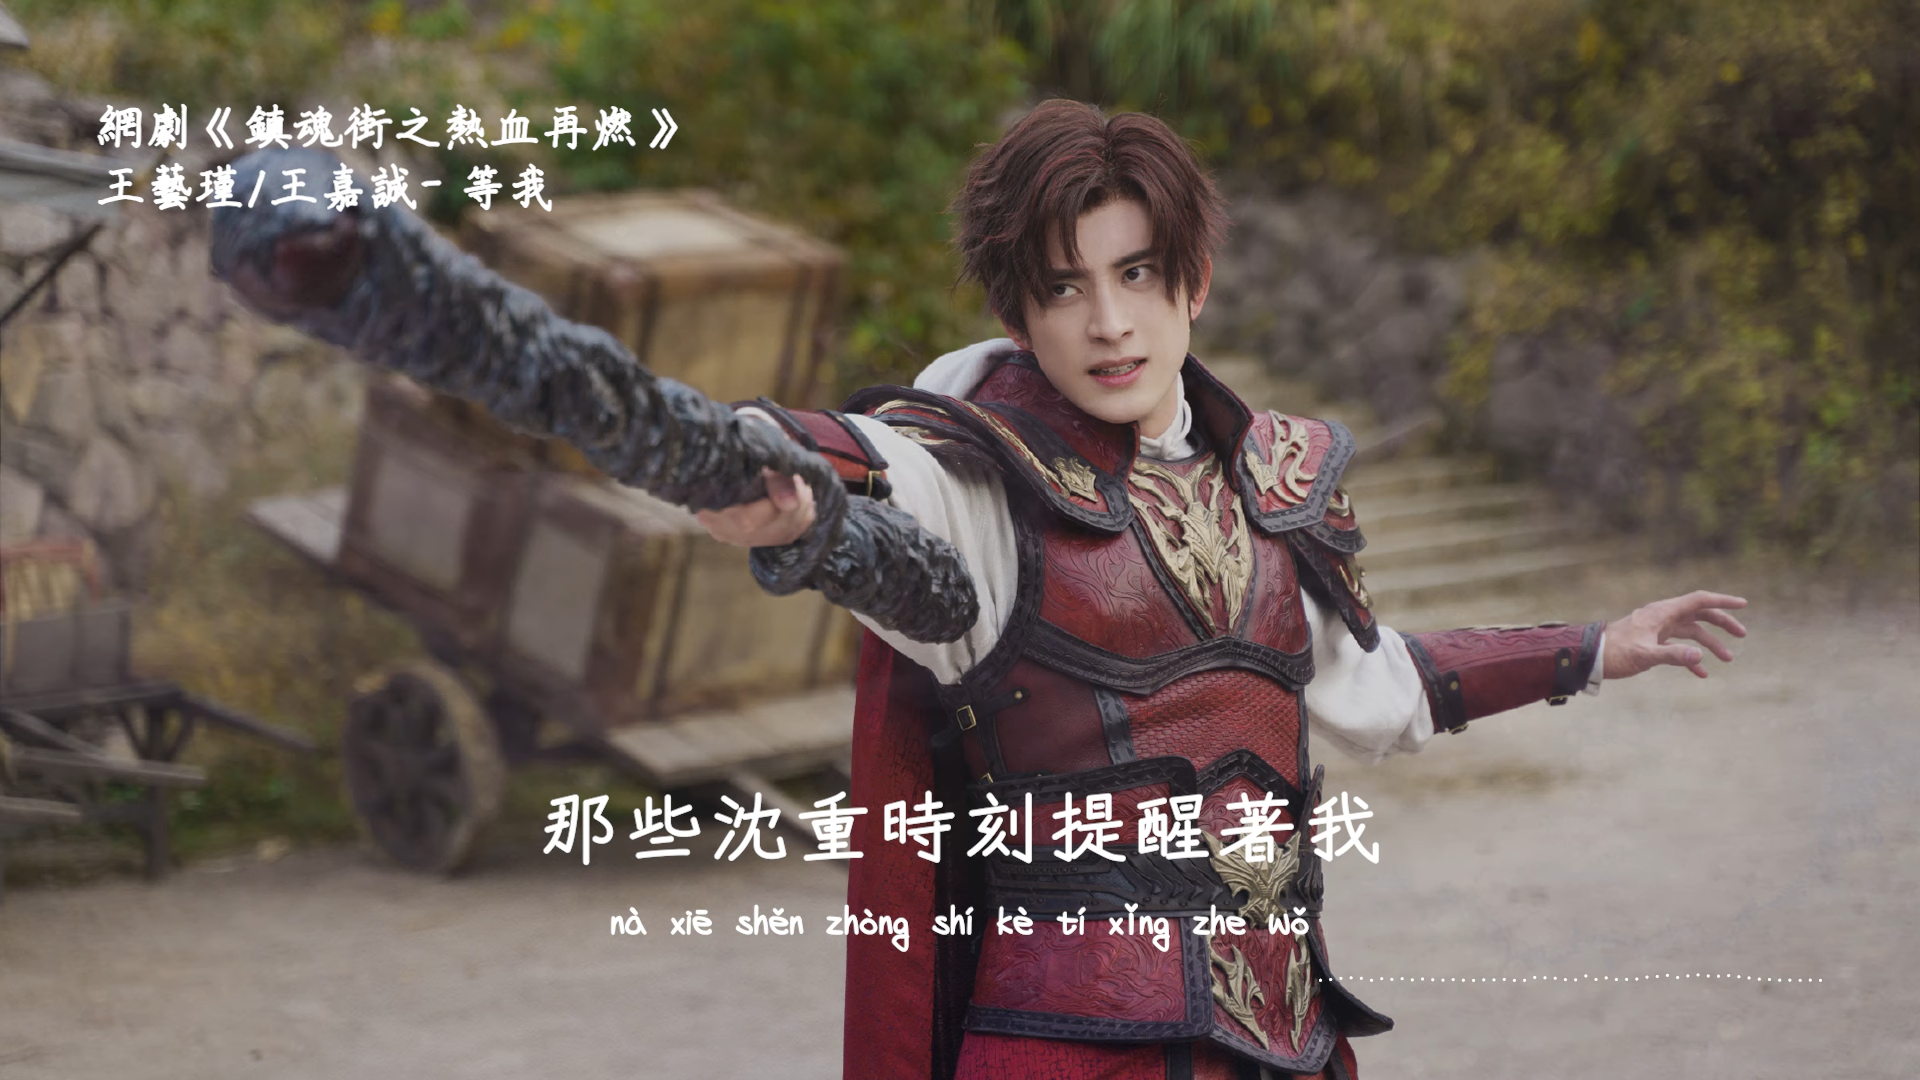 網劇《鎮魂街之熱血再燃》
王藝瑾/王嘉誠- 等我
那些沈重時刻提醒著我
nà xiē shěn zhòng shí kè tí xǐng zhe wǒ